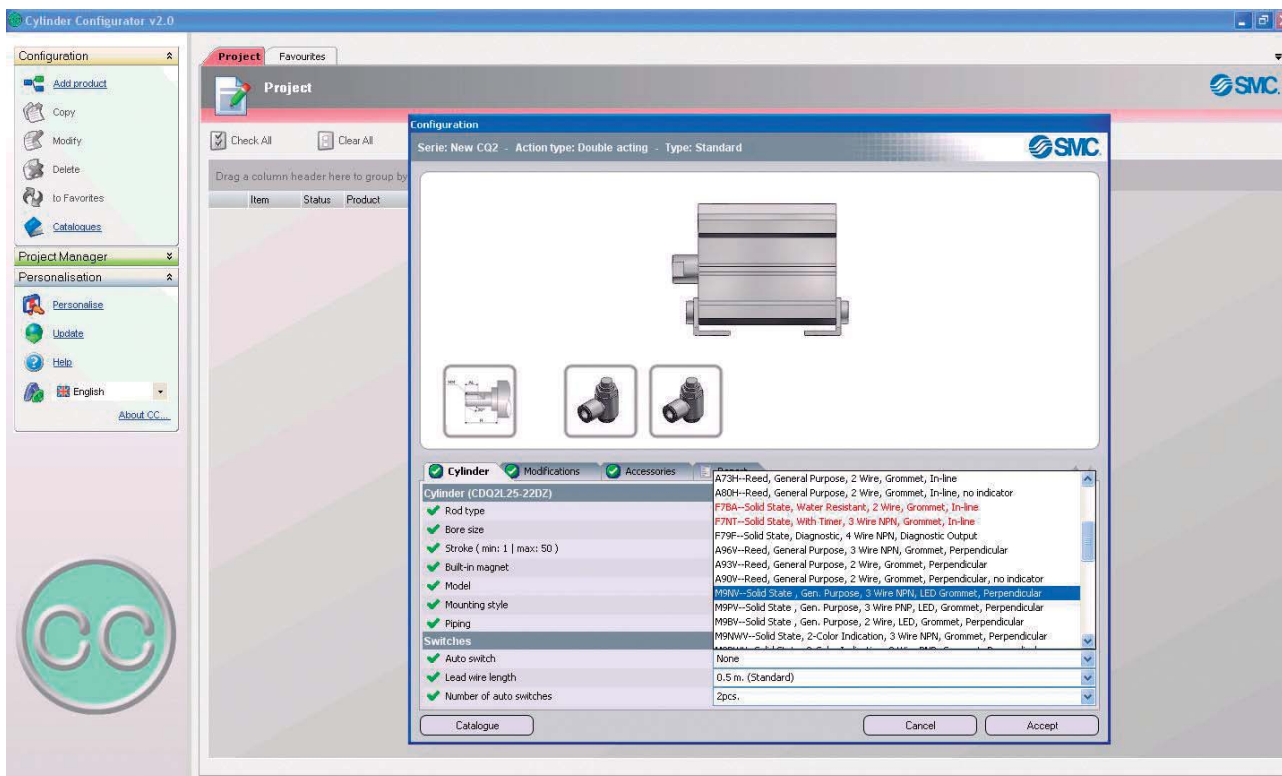 Cylinder Configurator v2.0
Configuration
Add product
Copy
Modify
Delete
to Favorites
Catalogues
Project Manager
Personalisation
Personalise
Update
Help
English
About CC...
CC
Project Favourites
Project
SMC.
Check All Clear All
Drag a column header here to group by
Item Status Product
Configuration
Serie: New CQ2 - Action type: Double acting - Type: Standard
SMC.
Cylinder Modifications Accessories Report
Cylinder (CDQ2L25-22DZ)
Rod type
Bore size
Stroke ( min: 1 | max: 50 )
Built-in magnet
Model
Mounting style
Piping
Switches
Auto switch
Lead wire length
Number of auto switches
A73H--Reed, General Purpose, 2 Wire, Grommet, In-line
A80H--Reed, General Purpose, 2 Wire, Grommet, In-line, no indicator
F7BA--Solid State, Water Resistant, 2 Wire, Grommet, In-line
F7NT--Solid State, With Timer, 3 Wire NPN, Grommet, In-line
F79F--Solid State, Diagnostic, 4 Wire NPN, Diagnostic Output
A96V--Reed, General Purpose, 3 Wire NPN, Grommet, Perpendicular
A93V--Reed, General Purpose, 2 Wire, Grommet, Perpendicular
A90V--Reed, General Purpose, 2 Wire, Grommet, Perpendicular, no indicator
M9NV--Solid State , Gen. Purpose, 3 Wire NPN, LED Grommet, Perpendicular
M9PV--Solid State , Gen. Purpose, 3 Wire PNP, LED, Grommet, Perpendicular
M9BV--Solid State , Gen. Purpose, 2 Wire, LED, Grommet, Perpendicular
M9NWV--Solid State, 2-Color Indication, 3 Wire NPN, Grommet, Perpendicular
None
0.5 m. (Standard)
2pcs.
Catalogue Cancel Accept